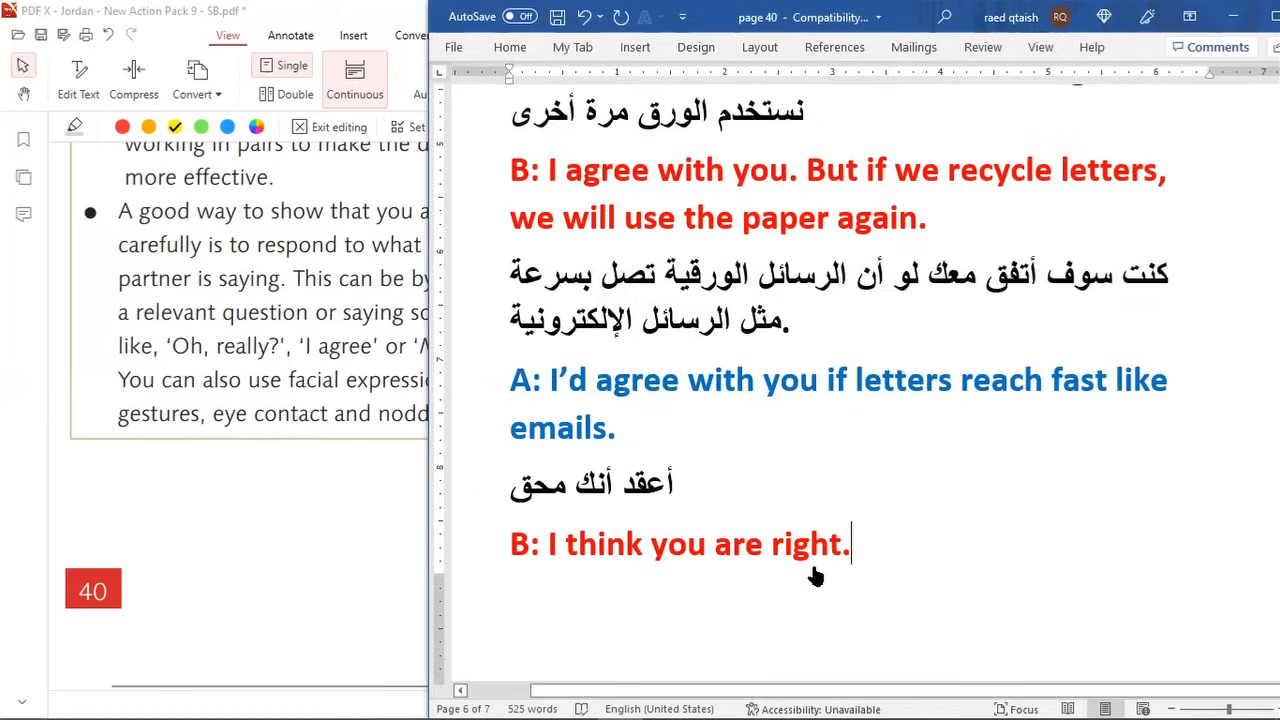 PDF X - Jordan - New Action Pack 9 - SB.pdf *
View Annotate Insert
Edit Text Compress Convert Single Double Continuous
Exit editing Set
working in pairs to make the
more effective.
A good way to show that you
carefully is to respond to what
partner is saying. This can be by
a relevant question or saying
like, ‘Oh, really?’, ‘I agree’ or
You can also use facial
gestures, eye contact and
40
AutoSave Off page 40 - Compatibility... raed qtaish RQ
File Home My Tab Insert Design Layout References Mailings Review View Help Comments
نستخدم الورق مرة أخرى
B: I agree with you. But if we recycle letters,
we will use the paper again.
كنت سوف أتفق معك لو أن الرسائل الورقية تصل بسرعة
مثل الرسائل الإلكترونية.
A: I’d agree with you if letters reach fast like
emails.
أعقد أنك محق
B: I think you are right.
Page 6 of 7 525 words English (United States) Accessibility: Unavailable Focus